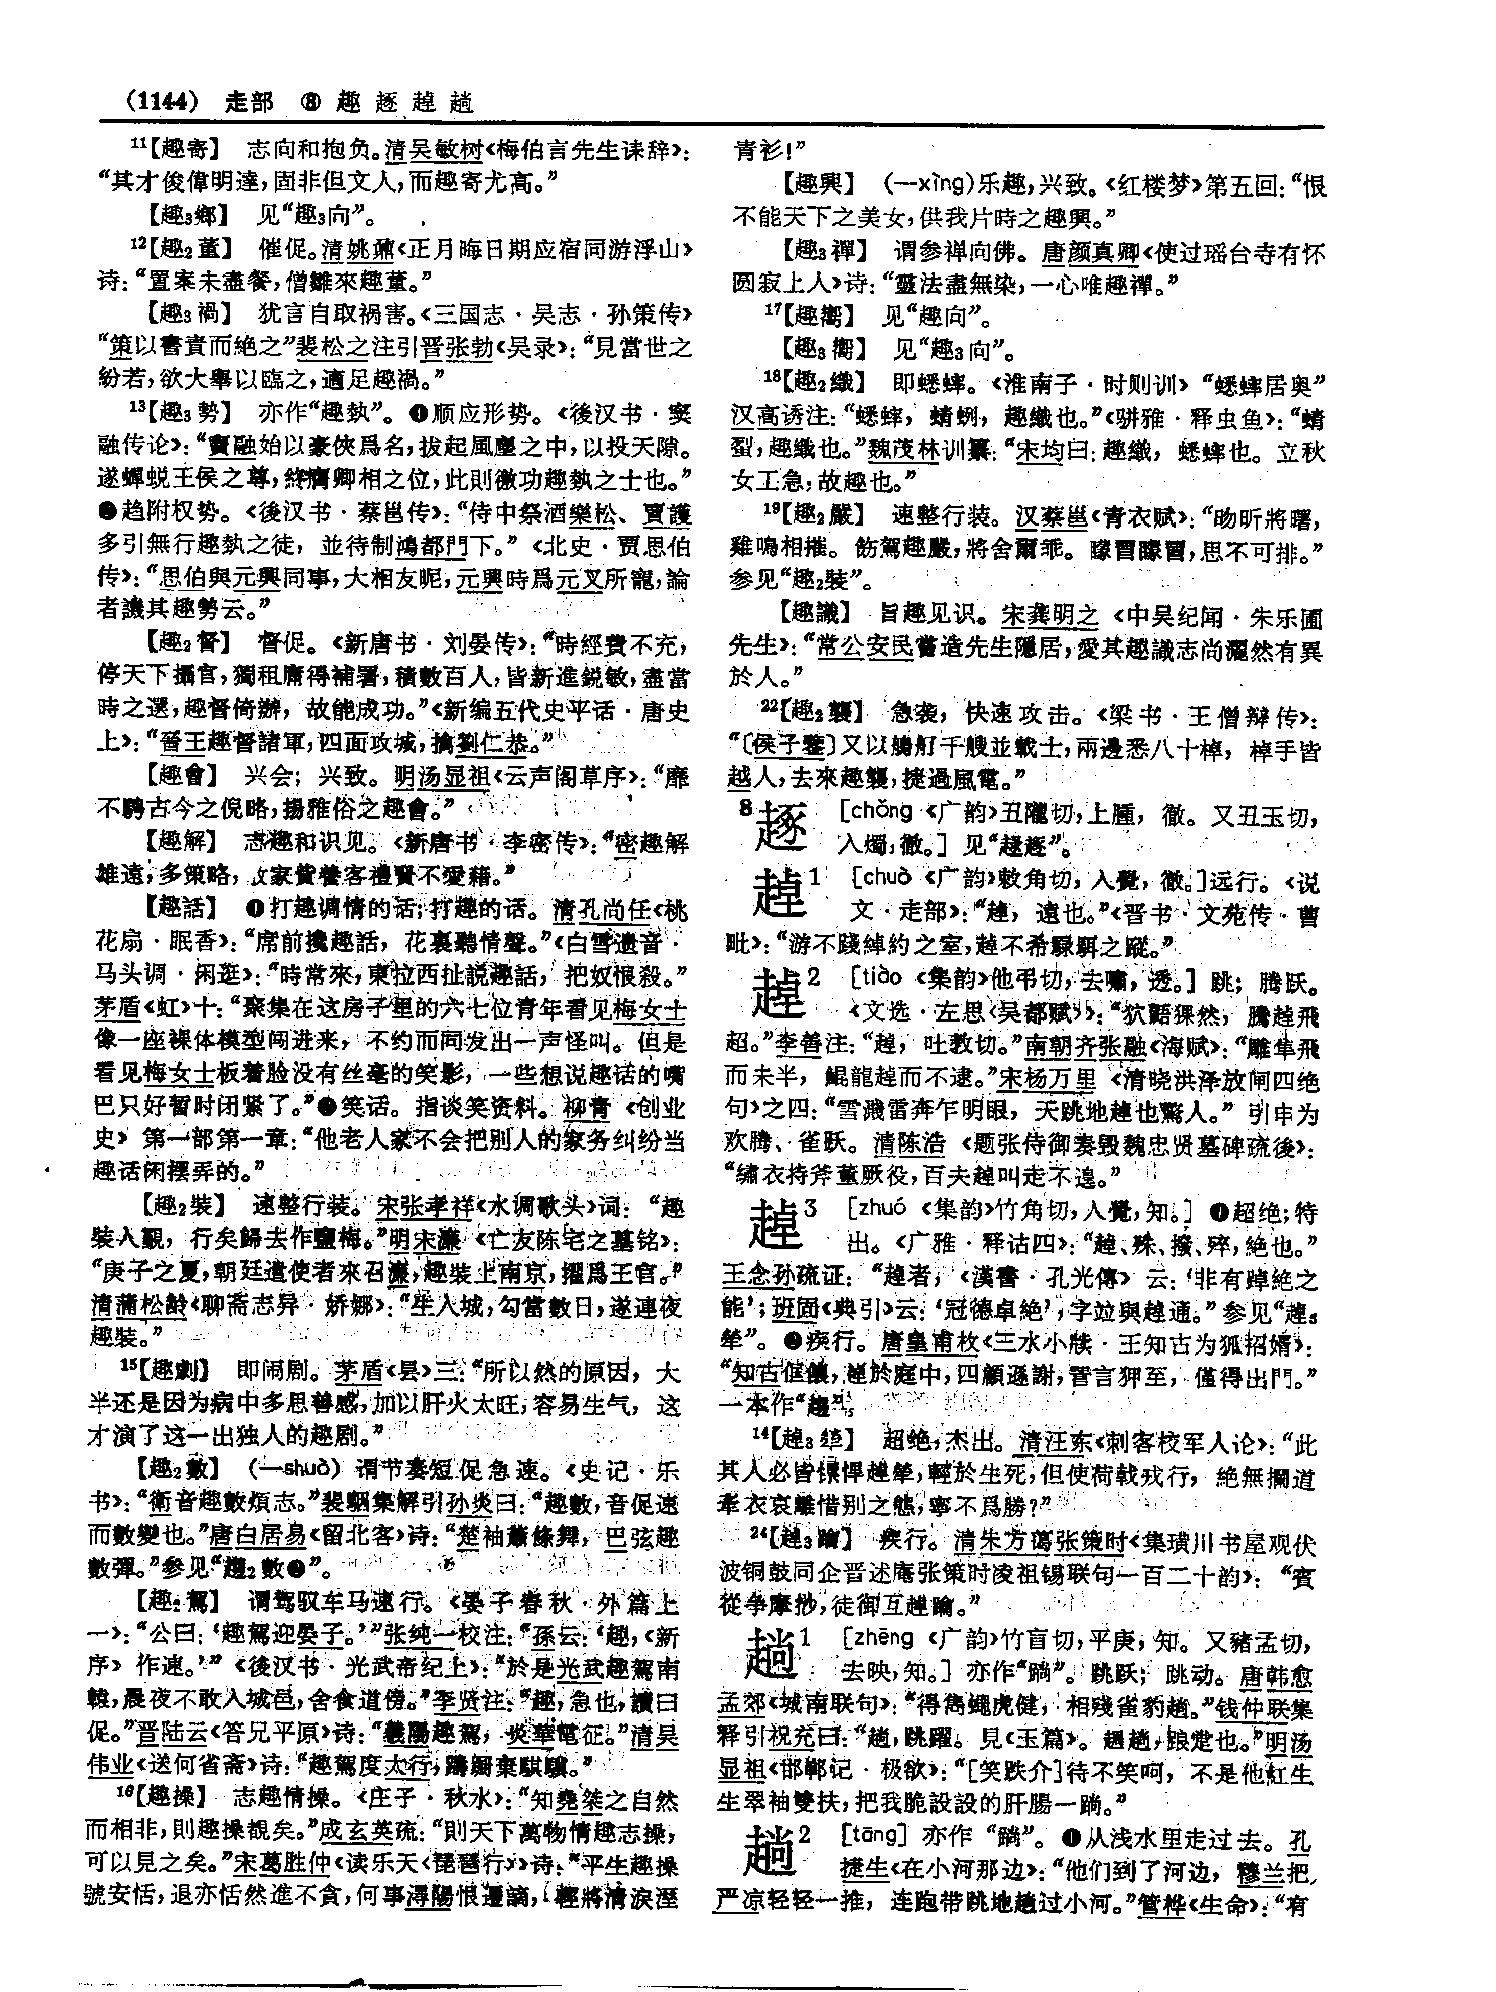 (1144) 走部 ⑧ 趣 趢 趠 趟
11【趣寄】 志向和抱负。清吴敏树《梅伯言先生诔辞》:
“其才俊偉明達,固非但文人,而趣寄尤高。”
【趣3鄉】 见“趣3向”。
12【趣2董】 催促。清姚鼐《正月晦日期应宿同游浮山》
诗:“置案未盡餐,僧雛來趣董。”
【趣3禍】 犹言自取祸害。《三国志·吴志·孙策传》
“策以書責而絶之”裴松之注引晋张勃《吴录》:“見當世之
紛若,欲大舉以臨之,適足趣禍。”
13【趣3勢】 亦作“趣埶”。❶顺应形势。《後汉书·窦
融传论》:“竇融始以豪俠爲名,拔起風塵之中,以投天隙。
遂蟬蜕王侯之尊,終膺卿相之位,此則徼功趣埶之士也。”
❷趋附权势。《後汉书·蔡邕传》:“侍中祭酒樂松、賈護
多引無行趣埶之徒,並待制鴻都門下。”《北史·贾思伯
传》:“思伯與元興同事,大相友昵,元興時爲元叉所寵,論
者譏其趣勢云。”
【趣2督】 督促。《新唐书·刘晏传》:“時經費不充,
停天下攝官,獨租庸得補署,積數百人,皆新進鋭敏,盡當
時之選,趣督倚辦,故能成功。”《新编五代史平话·唐史
上》:“晉王趣督諸軍,四面攻城,擒劉仁恭。”
【趣會】 兴会;兴致。明汤显祖《云声阁草序》:“靡
不騁古今之倪略,揚雅俗之趣會。”
【趣解】 志趣和识见。《新唐书·李密传》:“密趣解
雄遠,多策略,散家貲養客禮賢不愛藉。”
【趣話】 ❶打趣调情的话;打趣的话。清孔尚任《桃
花扇·眠香》:“席前攙趣話,花裏聽情聲。”《白雪遗音·
马头调·闲逛》:“時常來,東拉西扯説趣話,把奴恨殺。”
茅盾《虹》十:“聚集在这房子里的六七位青年看见梅女士
像一座裸体模型闯进来,不约而同发出一声怪叫。但是
看见梅女士板着脸没有丝毫的笑影,一些想说趣话的嘴
巴只好暂时闭紧了。”❷笑话。指谈笑资料。柳青《创业
史》第一部第一章:“他老人家不会把别人的家务纠纷当
趣话闲摆弄的。”
【趣2裝】 速整行装。宋张孝祥《水调歌头》词:“趣
裝入覲,行矣歸去作鹽梅。”明宋濂《亡友陈宅之墓铭》:
“庚子之夏,朝廷遣使者來召濂,趣裝上南京,擢爲王官。”
清蒲松龄《聊斋志异·娇娜》:“生入城,勾當數日,遂連夜
趣裝。”
15【趣劇】 即闹剧。茅盾《昙》三:“所以然的原因,大
半还是因为病中多思善感,加以肝火太旺,容易生气,这
才演了这一出独人的趣剧。”
【趣2數】 (—shuò)谓节奏短促急速。《史记·乐
书》:“衛音趣數煩志。”裴駰集解引孙炎曰:“趣數,音促速
而數變也。”唐白居易《留北客》诗:“楚袖蕭條舞,巴弦趣
數彈。”参见“趨2數❷”。
【趣2駕】 谓驾驭车马速行。《晏子春秋·外篇上
一》:“公曰:‘趣駕迎晏子。’”张纯一校注:“孫云:‘趣,《新
序》作速。’”《後汉书·光武帝纪上》:“於是光武趣駕南
轅,晨夜不敢入城邑,舍食道傍。”李贤注:“趣,急也,讀曰
促。”晋陆云《答兄平原》诗:“羲陽趣駕,炎華電征。”清吴
伟业《送何省斋》诗:“趣駕度太行,躊躇棄騏驥。”
16【趣操】 志趣情操。《庄子·秋水》:“知堯桀之自然
而相非,則趣操覩矣。”成玄英疏:“則天下萬物情趣志操,
可以見之矣。”宋葛胜仲《读乐天〈琵琶行〉》诗:“平生趣操
號安恬,退亦恬然進不貪,何事潯陽恨遷謫,輕將清淚溼
青衫!”
【趣興】 (—xìng)乐趣,兴致。《红楼梦》第五回:“恨
不能天下之美女,供我片時之趣興。”
【趣3禪】 谓参禅向佛。唐颜真卿《使过瑶台寺有怀
圆寂上人》诗:“靈法盡無染,一心唯趣禪。”
17【趣嚮】 见“趣向”。
【趣3嚮】 见“趣3向”。
18【趣2織】 即蟋蟀。《淮南子·时则训》“蟋蟀居奥”
汉高诱注:“蟋蟀,蜻蛚,趣織也。”《骈雅·释虫鱼》:“蜻
蛚,趣織也。”魏茂林训纂:“宋均曰:趣織,蟋蟀也。立秋
女工急,故趣也。”
19【趣2嚴】 速整行装。汉蔡邕《青衣赋》:“昒昕將曙,
雞鳴相摧。飭駕趣嚴,將舍爾乖。矇冒矇冒,思不可排。”
参见“趣2裝”。
【趣識】 旨趣见识。宋龚明之《中吴纪闻·朱乐圃
先生》:“常公安民嘗造先生隱居,愛其趣識志尚灑然有異
於人。”
22【趣2襲】 急袭,快速攻击。《梁书·王僧辩传》:
“〔侯子鑒〕又以鵃𦨴千艘並載士,兩邊悉八十棹,棹手皆
越人,去來趣襲,捷過風電。”
8 趢 [chǒng《广韵》丑隴切,上腫,徹。又丑玉切,
入燭,徹。] 见“趢趢”。
趠1 [chuò《广韵》敕角切,入覺,徹。]远行。《说
文·走部》:“趠,遠也。”《晋书·文苑传·曹
毗》:“游不踐綽約之室,趠不希騄駬之蹤。”
趠2 [tiào《集韵》他弔切,去嘯,透。] 跳;腾跃。
《文选·左思〈吴都赋〉》:“狖鼯猓然,騰趠飛
超。”李善注:“趠,吐教切。”南朝齐张融《海赋》:“雕隼飛
而未半,鯤龍趠而不逮。”宋杨万里《清晓洪泽放闸四绝
句》之四:“雪濺雷奔乍明眼,天跳地趠也驚人。” 引申为
欢腾、雀跃。清陈浩《题张侍御奏毁魏忠贤墓碑疏後》:
“繡衣持斧董厥役,百夫趠叫走不遑。”
趠3 [zhuó《集韵》竹角切,入覺,知。] ❶超绝;特
出。《广雅·释诂四》:“趠、殊、撥、殌,絶也。”
王念孙疏证:“趠者,《漢書·孔光傳》云:‘非有踔絶之
能’;班固《典引》云:‘冠德卓絶’,字竝與趠通。”参见“趠3
犖”。❷疾行。唐皇甫枚《三水小牍·王知古为狐招婿》:
“知古偟儴,趠於庭中,四顧遜謝,詈言狎至,僅得出門。”
14【趠3犖】 超绝,杰出。清汪东《刺客校军人论》:“此
其人必皆慓悍趠犖,輕於生死,但使荷戟戎行,絶無攔道
牽衣哀離惜别之態,寧不爲勝?”
24【趠3躏】 疾行。清朱方蔼张策时《集璜川书屋观伏
波铜鼓同企晋述庵张策时凌祖锡联句一百二十韵》:“賓
從争摩挱,徒御互趠躏。”
趟1 [zhēng《广韵》竹盲切,平庚,知。又豬孟切,
去映,知。] 亦作“䠀”。跳跃;跳动。唐韩愈
孟郊《城南联句》:“得雋蠅虎健,相殘雀豹趟。”钱仲联集
释引祝充曰:“趟,跳躍。見《玉篇》。趟趟,踉㙁也。”明汤
显祖《邯郸记·极欲》:“[笑跌介]待不笑呵,不是他紅生
生翠袖雙扶,把我脆設設的肝腸一䠀。”
趟2 [tāng] 亦作“䠀”。❶从浅水里走过去。孔
捷生《在小河那边》:“他们到了河边,穆兰把
严凉轻轻一推,连跑带跳地趟过小河。”管桦《生命》:“有